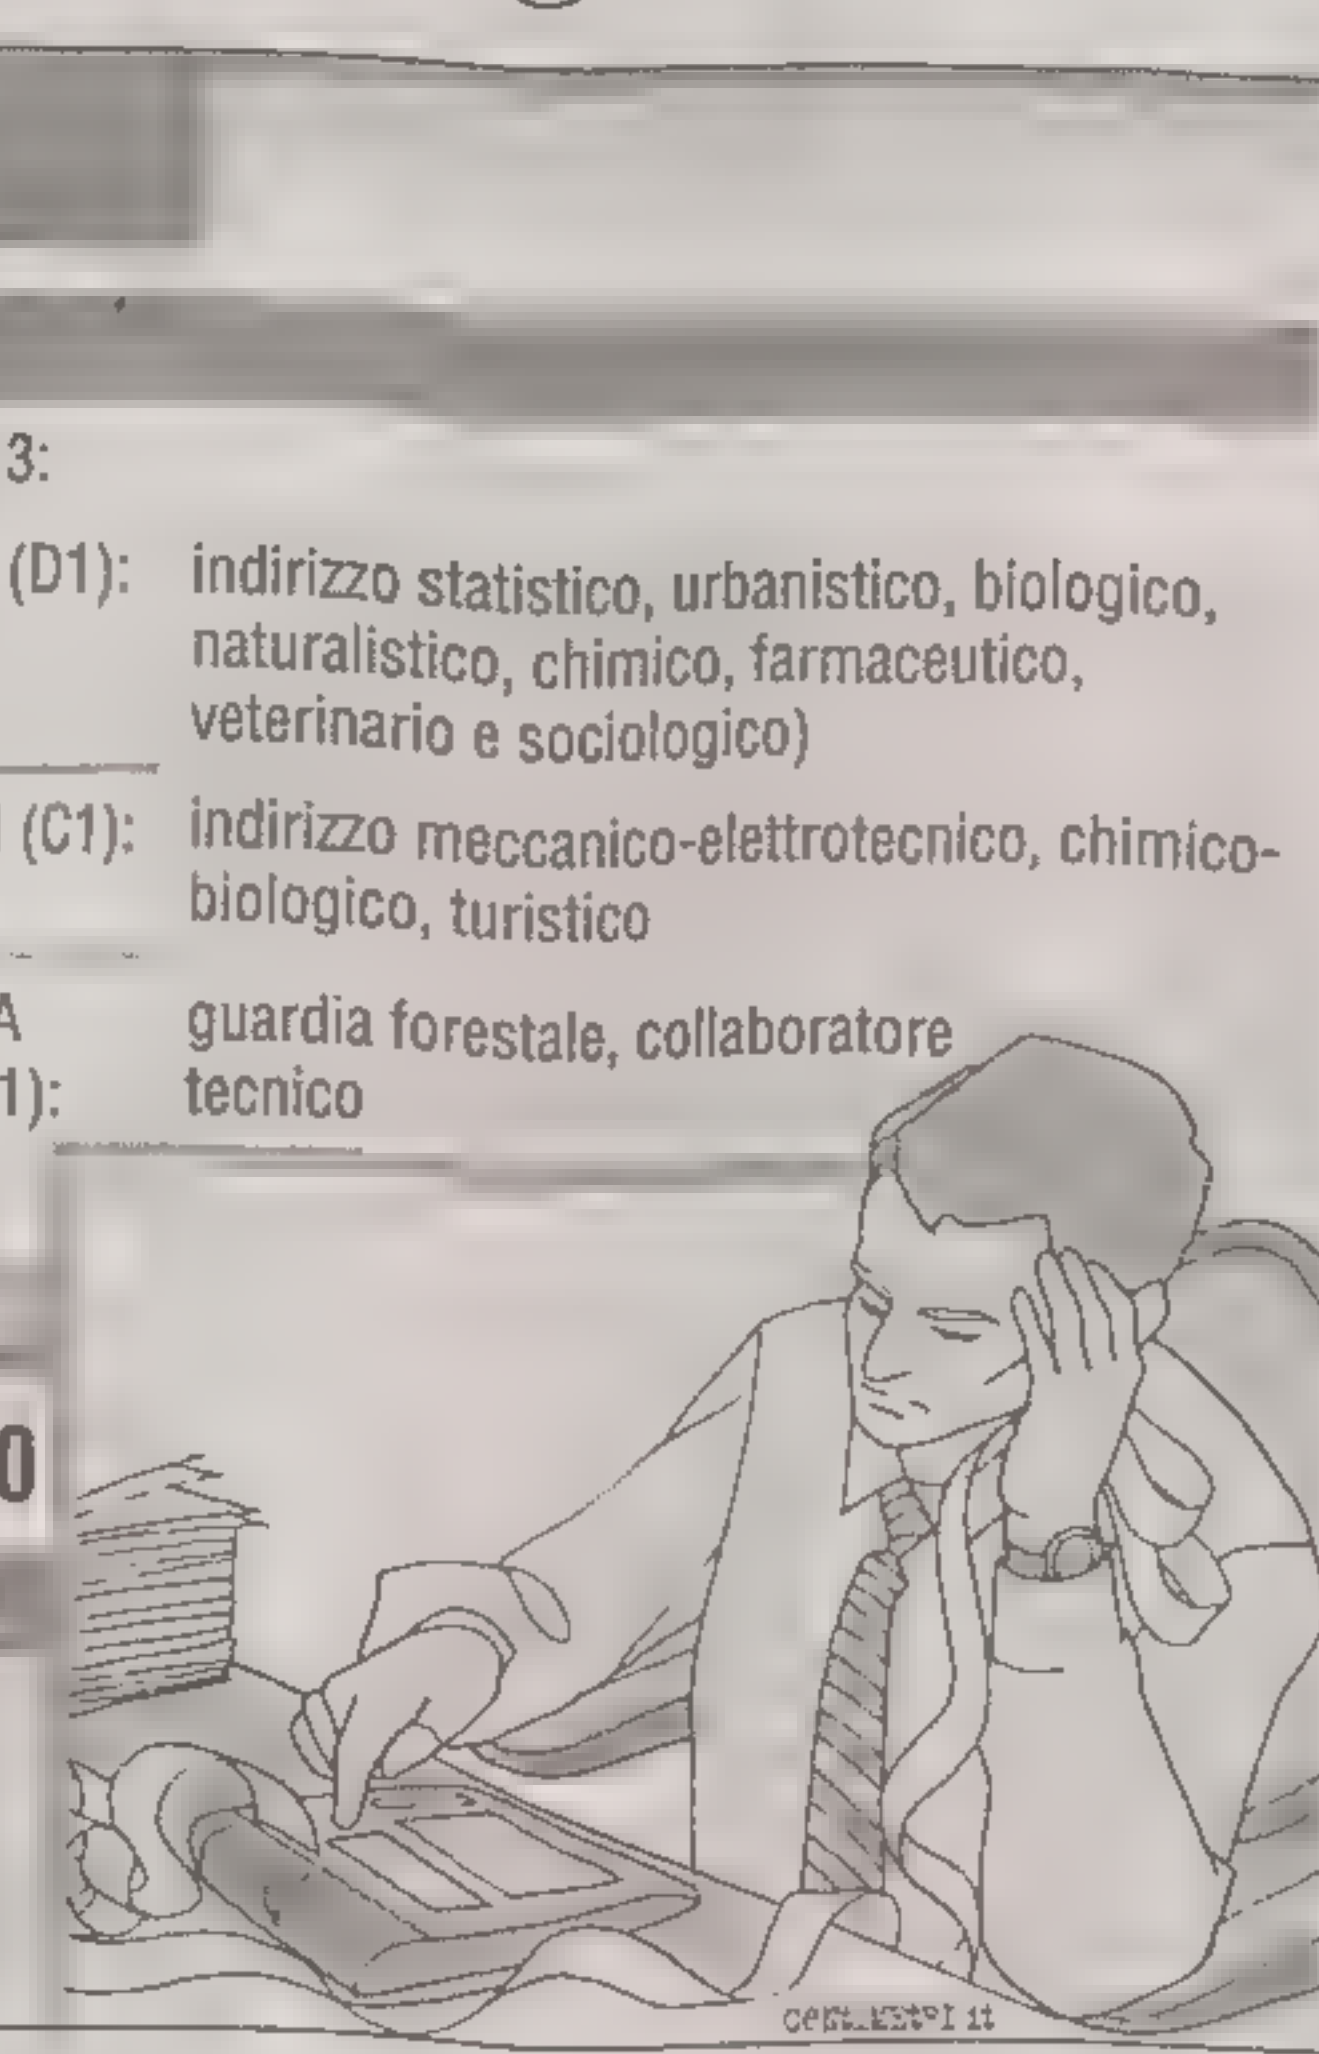 3:
(D1): indirizzo statistico, urbanistico, biologico,
naturalistico, chimico, farmaceutico,
veterinario e sociologico)
(C1): indirizzo meccanico-elettrotecnico, chimico-
biologico, turistico
A guardia forestale, collaboratore
1): tecnico
0